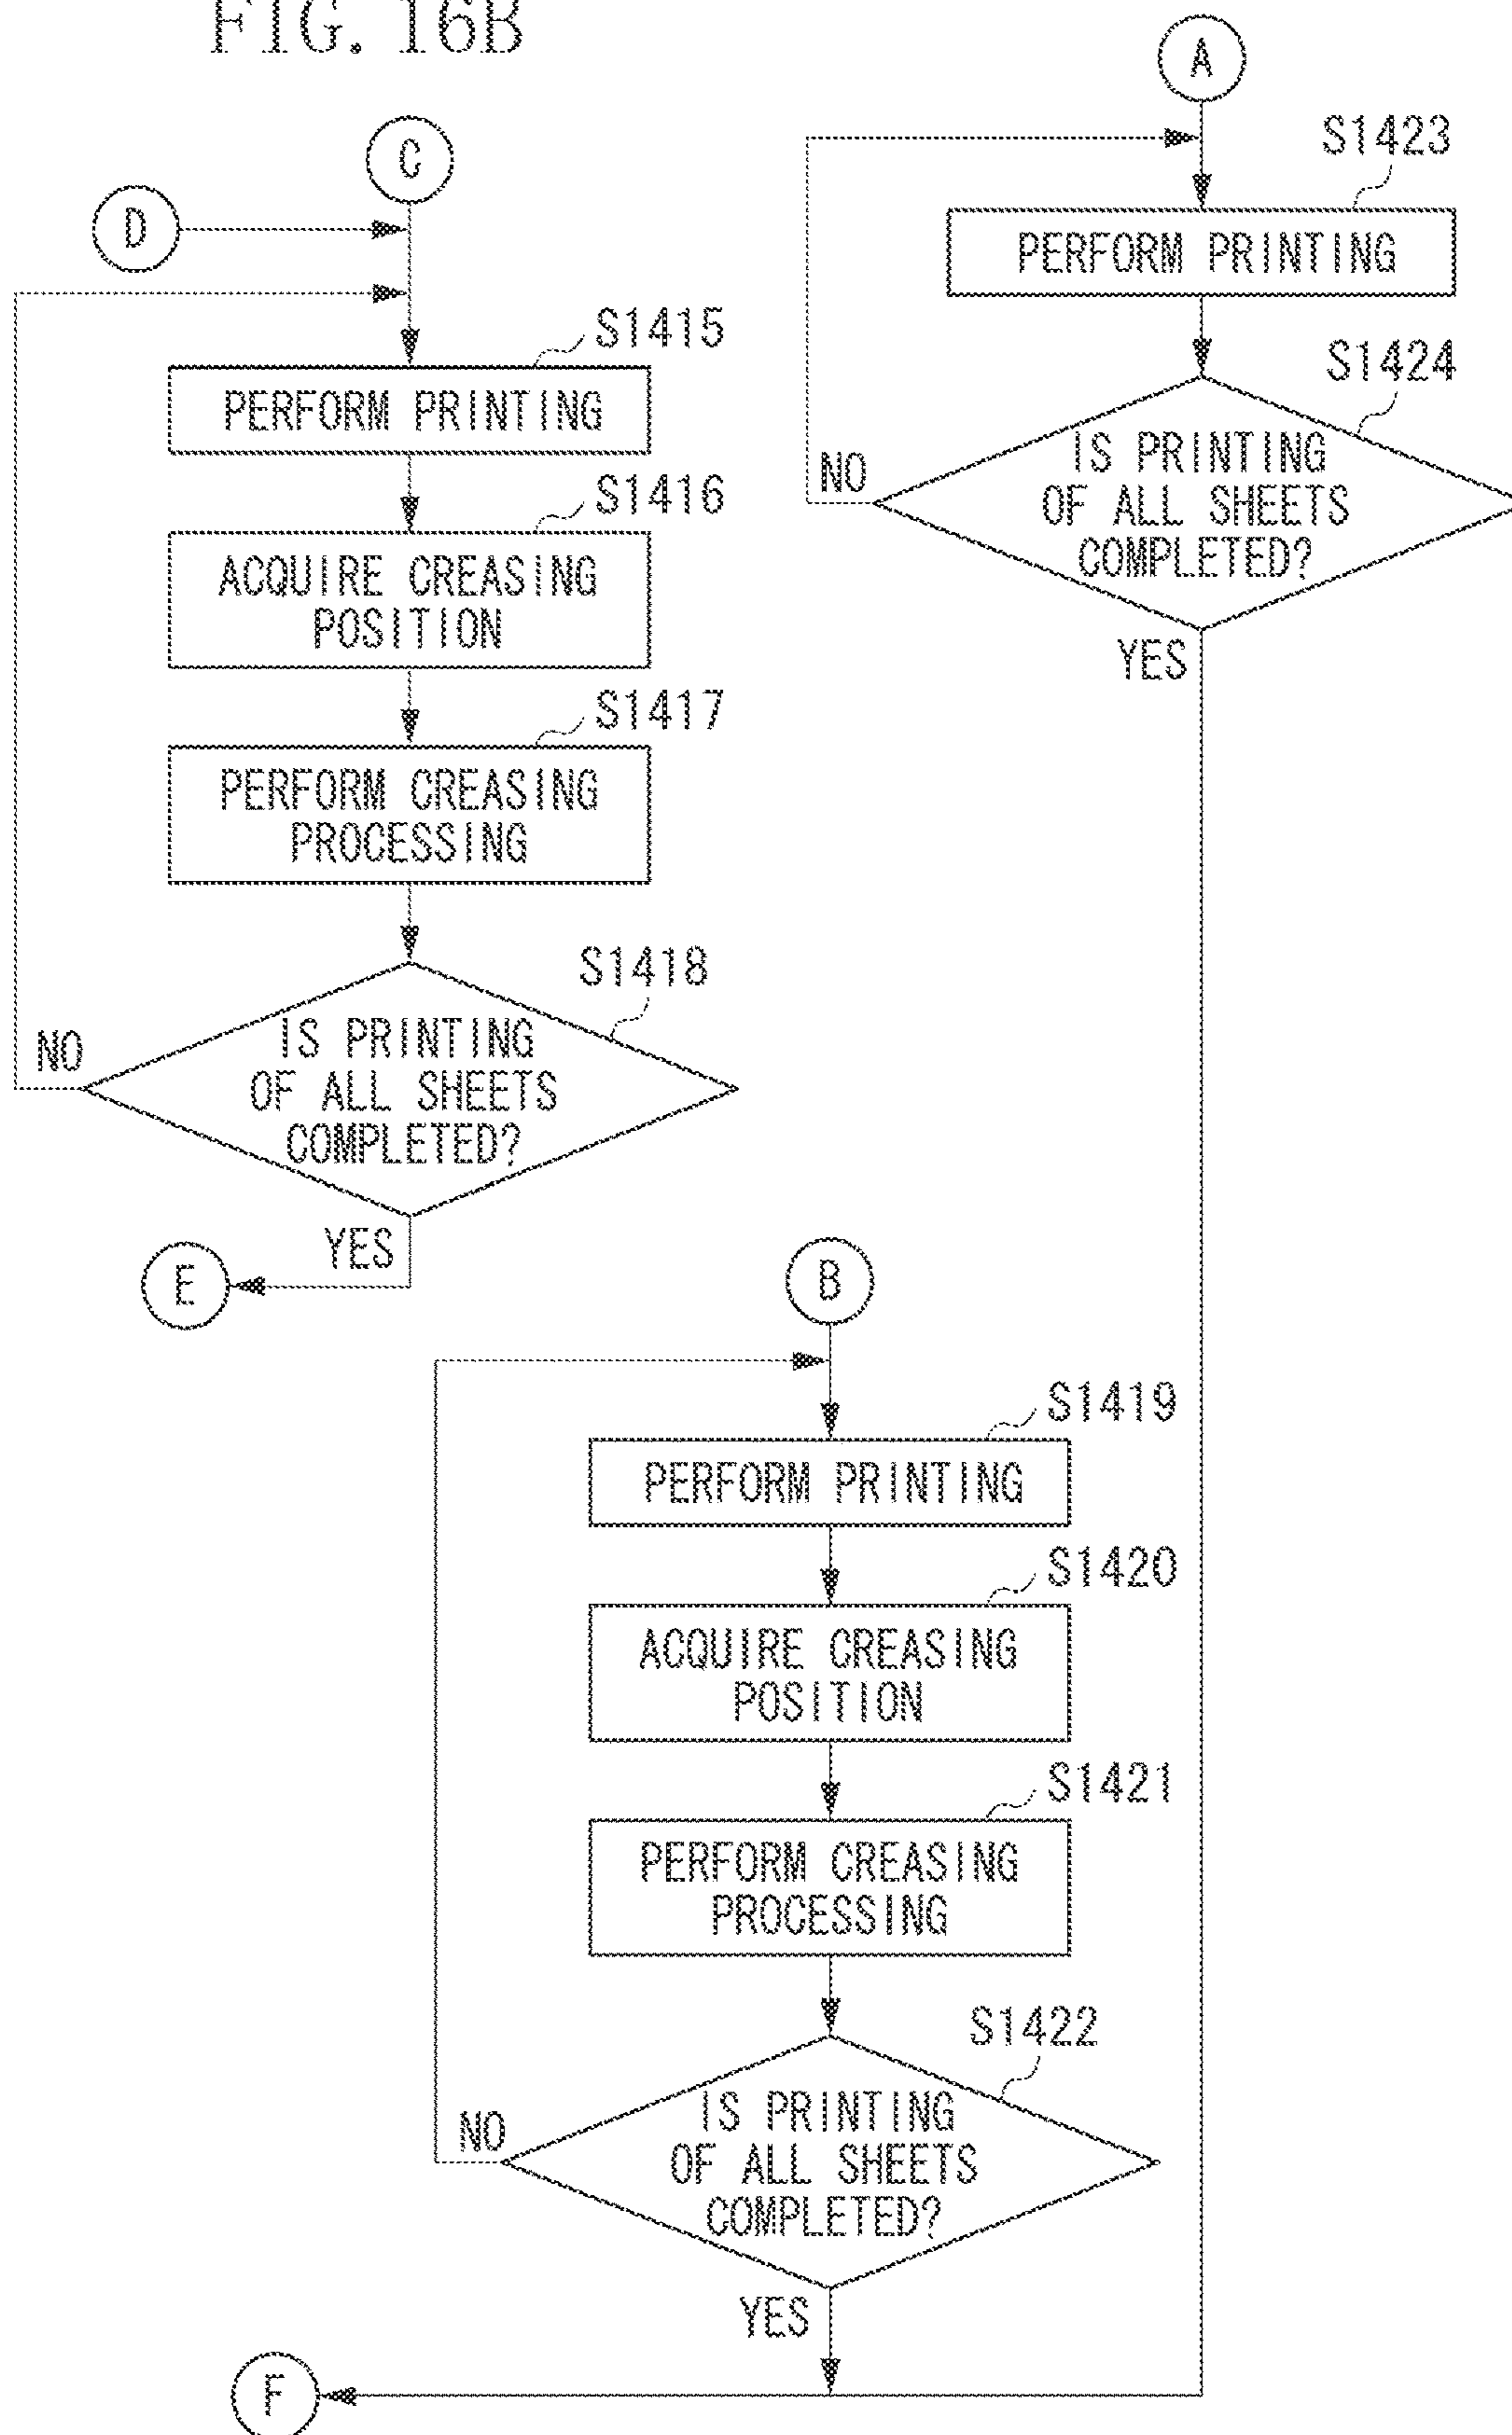 FIG. 16B
A
C
S1423
D
PERFORM PRINTING
S1415
S1424
PERFORM PRINTING
IS PRINTING
OF ALL SHEETS
COMPLETED?
NO
S1416
ACQUIRE CREASING
POSITION
YES
S1417
PERFORM CREASING
PROCESSING
S1418
NO
IS PRINTING
OF ALL SHEETS
COMPLETED?
YES
E
B
S1419
PERFORM PRINTING
S1420
ACQUIRE CREASING
POSITION
S1421
PERFORM CREASING
PROCESSING
S1422
NO
IS PRINTING
OF ALL SHEETS
COMPLETED?
YES
F